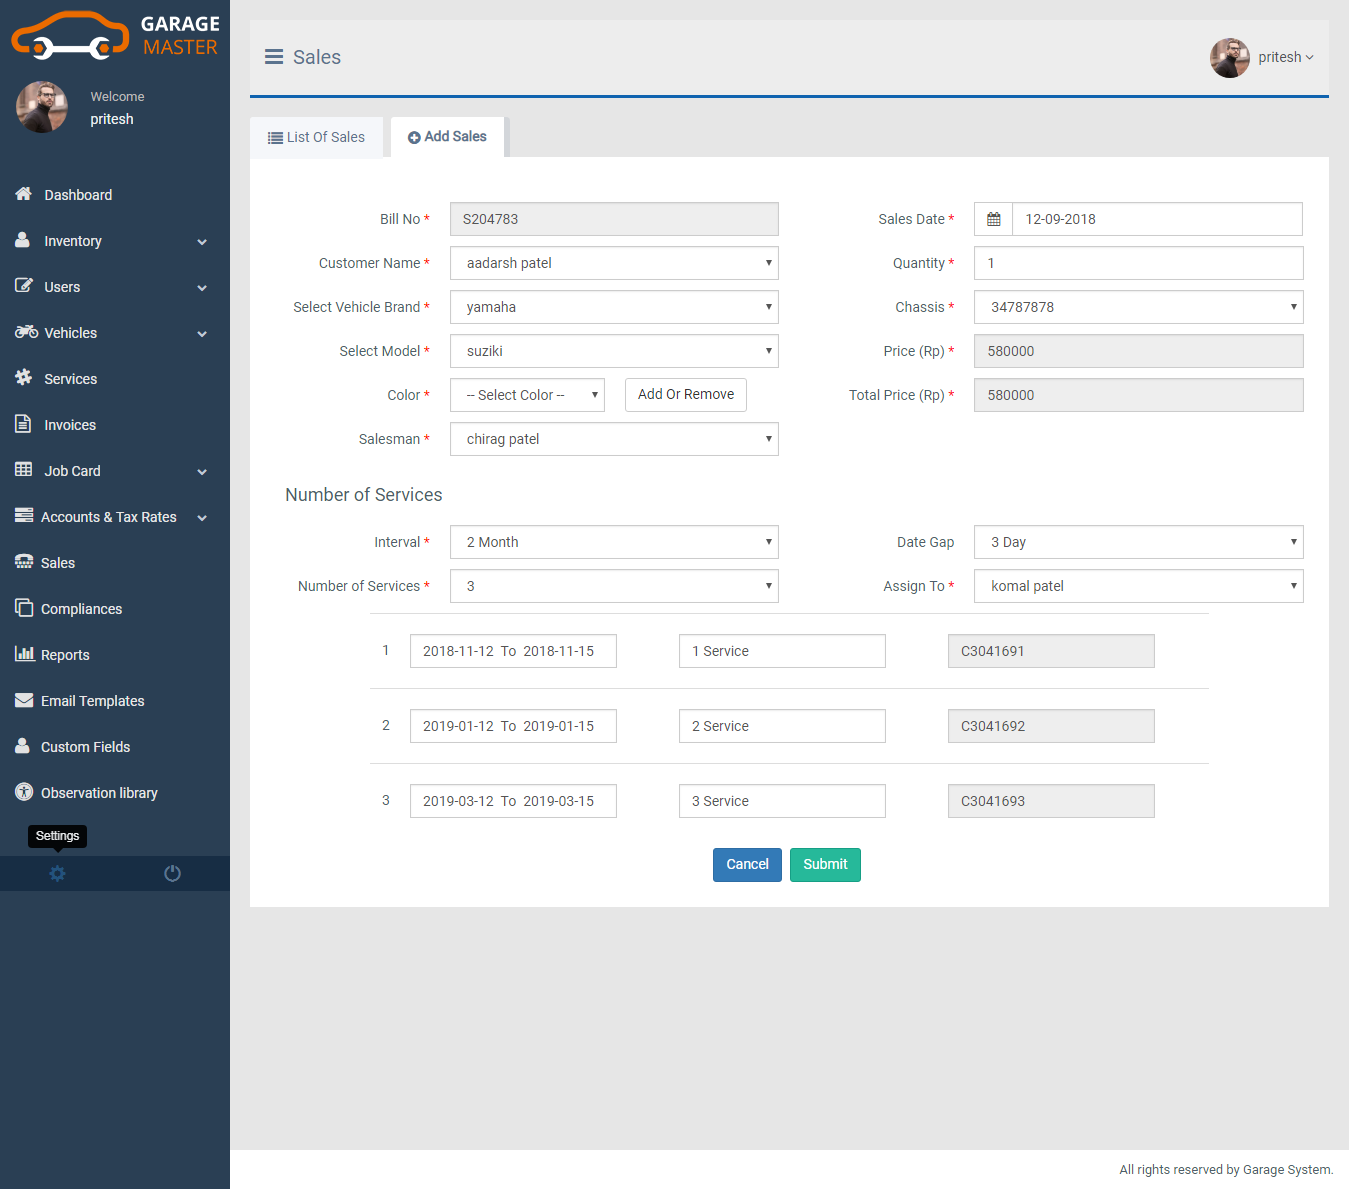 GARAGE
MASTER
Welcome
pritesh
Dashboard
Inventory
Users
Vehicles
Services
Invoices
Job Card
Accounts & Tax Rates
Sales
Compliances
Reports
Email Templates
Custom Fields
Observation library
Settings
Sales
pritesh
List Of Sales
Add Sales
Bill No * S204783
Sales Date * 12-09-2018
Customer Name * aadarsh patel
Quantity * 1
Select Vehicle Brand * yamaha
Chassis * 34787878
Select Model * suziki
Price (Rp) * 580000
Color * -- Select Color -- Add Or Remove
Total Price (Rp) * 580000
Salesman * chirag patel
Number of Services
Interval * 2 Month
Date Gap 3 Day
Number of Services * 3
Assign To * komal patel
1 2018-11-12 To 2018-11-15 1 Service C3041691
2 2019-01-12 To 2019-01-15 2 Service C3041692
3 2019-03-12 To 2019-03-15 3 Service C3041693
Cancel Submit
All rights reserved by Garage System.